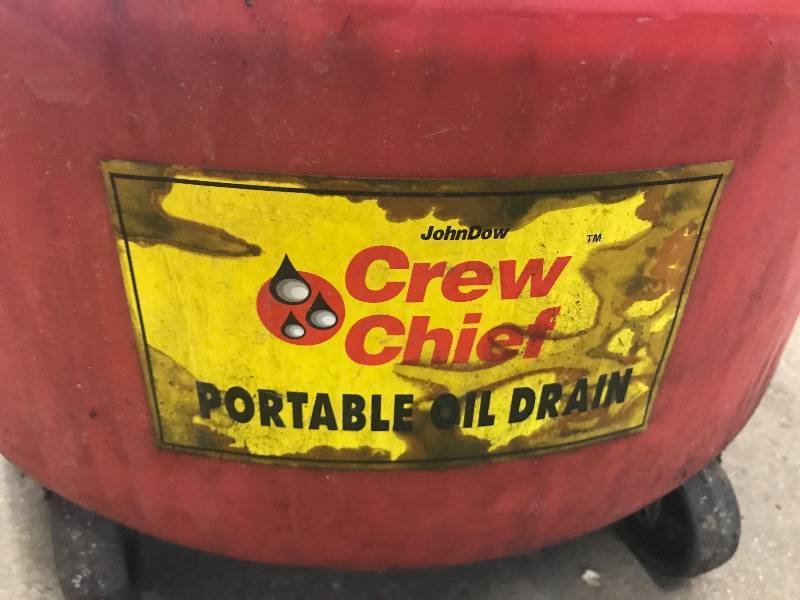 JohnDow
Crew ™
Chief
PORTABLE OIL DRAIN